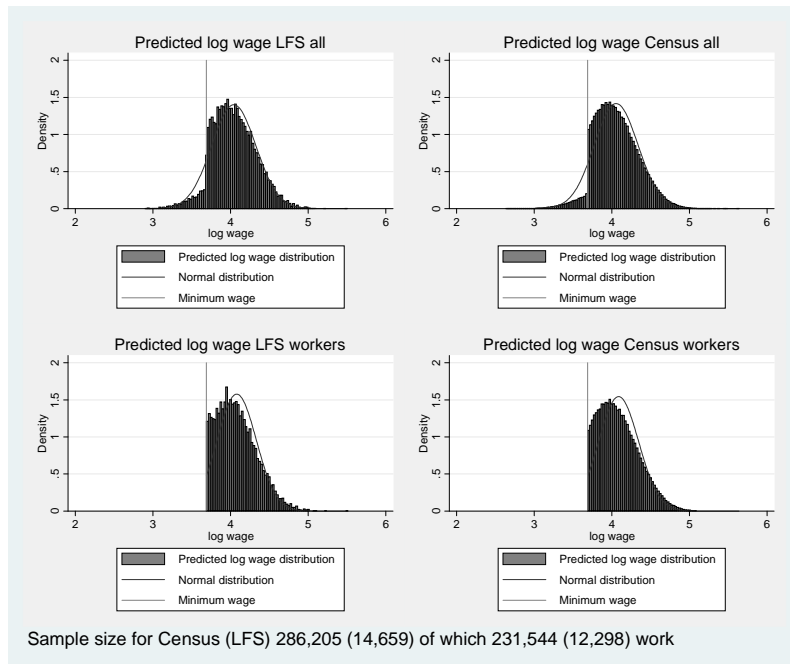 Predicted log wage LFS all
Density
0 .5 1 1.5 2
2 3 4 5 6
log wage
Predicted log wage distribution
Normal distribution
Minimum wage
Predicted log wage Census all
Density
0 .5 1 1.5 2
2 3 4 5 6
log wage
Predicted log wage distribution
Normal distribution
Minimum wage
Predicted log wage LFS workers
Density
0 .5 1 1.5 2
2 3 4 5 6
log wage
Predicted log wage distribution
Normal distribution
Minimum wage
Predicted log wage Census workers
Density
0 .5 1 1.5 2
2 3 4 5 6
log wage
Predicted log wage distribution
Normal distribution
Minimum wage
Sample size for Census (LFS) 286,205 (14,659) of which 231,544 (12,298) work